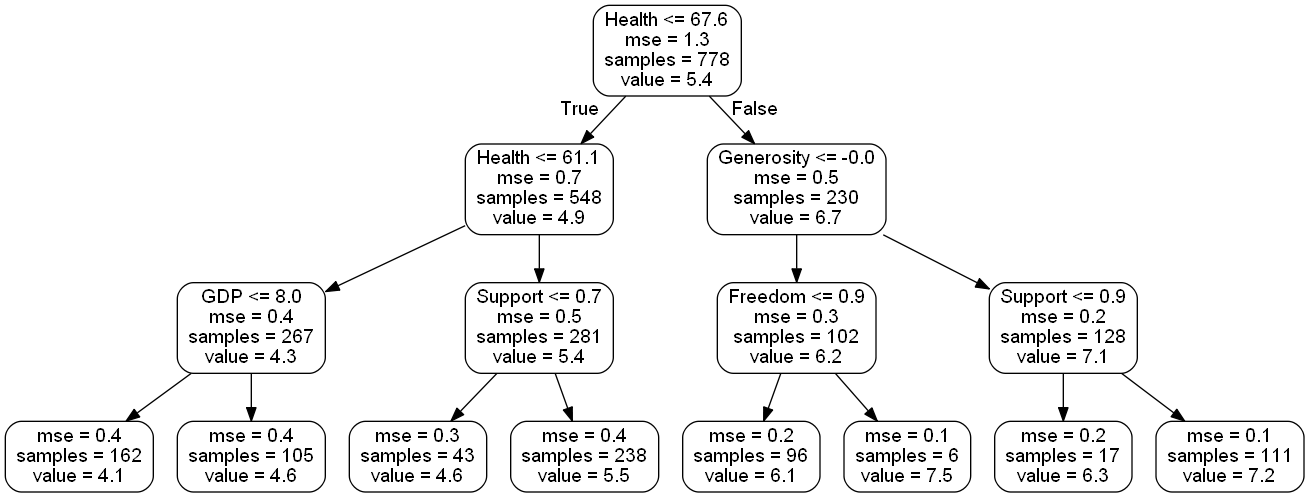 Health <= 67.6
mse = 1.3
samples = 778
value = 5.4
True
False
Health <= 61.1
mse = 0.7
samples = 548
value = 4.9
Generosity <= -0.0
mse = 0.5
samples = 230
value = 6.7
GDP <= 8.0
mse = 0.4
samples = 267
value = 4.3
Support <= 0.7
mse = 0.5
samples = 281
value = 5.4
Freedom <= 0.9
mse = 0.3
samples = 102
value = 6.2
Support <= 0.9
mse = 0.2
samples = 128
value = 7.1
mse = 0.4
samples = 162
value = 4.1
mse = 0.4
samples = 105
value = 4.6
mse = 0.3
samples = 43
value = 4.6
mse = 0.4
samples = 238
value = 5.5
mse = 0.2
samples = 96
value = 6.1
mse = 0.1
samples = 6
value = 7.5
mse = 0.2
samples = 17
value = 6.3
mse = 0.1
samples = 111
value = 7.2